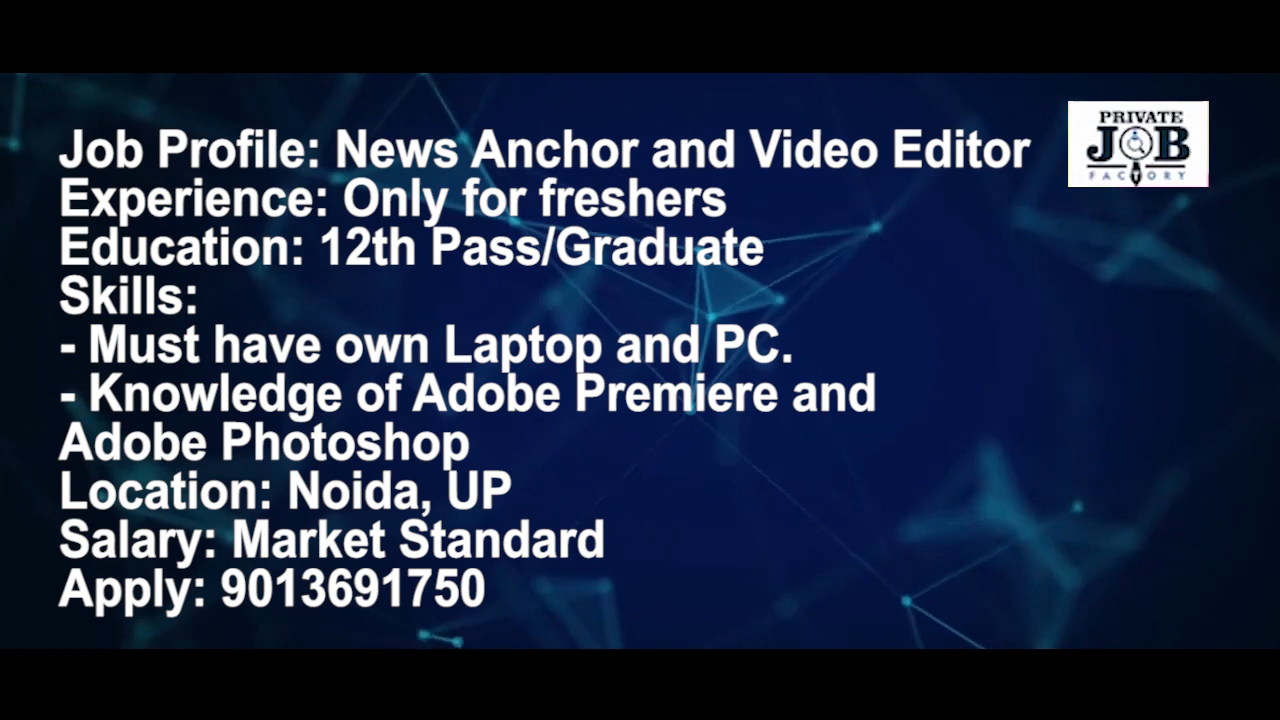 Job Profile: News Anchor and Video Editor
Experience: Only for freshers
Education: 12th Pass/Graduate
Skills:
- Must have own Laptop and PC.
- Knowledge of Adobe Premiere and
Adobe Photoshop
Location: Noida, UP
Salary: Market Standard
Apply: 9013691750
PRIVATE
JOB
FACTORY